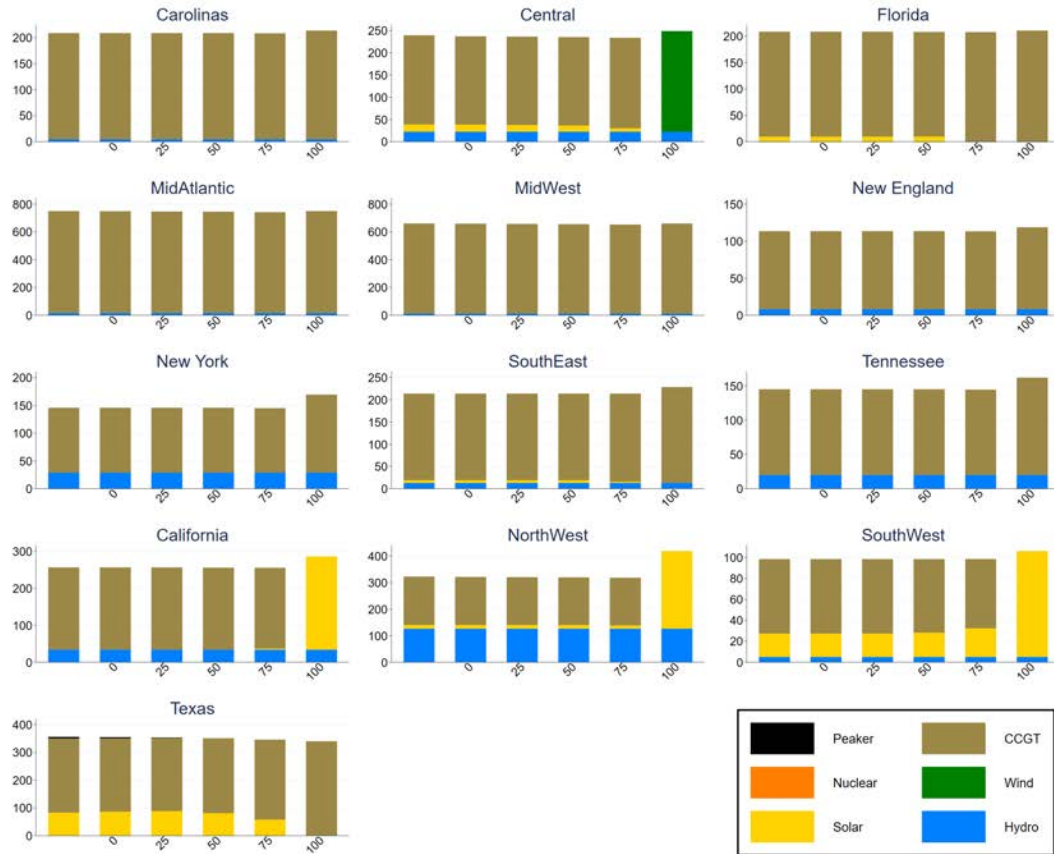 Carolinas
200
150
100
50
0
0 25 50 75 100
Central
250
200
150
100
50
0
0 25 50 75 100
Florida
200
150
100
50
0
0 25 50 75 100
MidAtlantic
800
600
400
200
0
0 25 50 75 100
MidWest
800
600
400
200
0
0 25 50 75 100
New England
150
100
50
0
0 25 50 75 100
New York
200
150
100
50
0
0 25 50 75 100
SouthEast
250
200
150
100
50
0
0 25 50 75 100
Tennessee
150
100
50
0
0 25 50 75 100
California
300
200
100
0
0 25 50 75 100
NorthWest
400
300
200
100
0
0 25 50 75 100
SouthWest
100
80
60
40
20
0
0 25 50 75 100
Texas
400
300
200
100
0
0 25 50 75 100
Peaker CCGT
Nuclear Wind
Solar Hydro